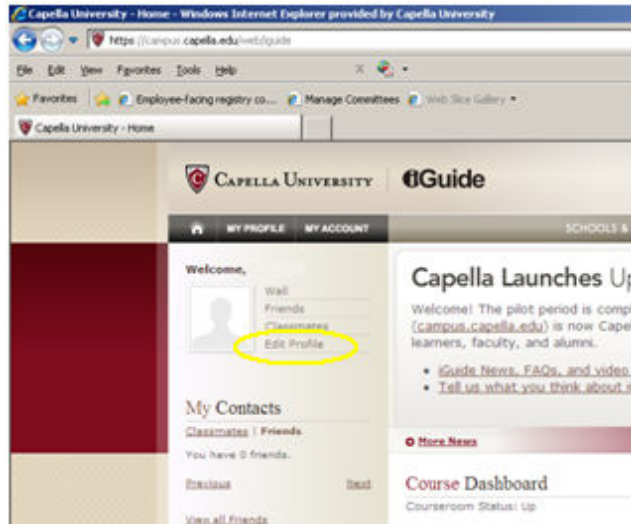 Capella University - Home - Windows Internet Explorer provided by Capella University
https://campus.capella.edu/web/iguide
File Edit View Favorites Tools Help
Favorites Employee-facing registry co... Manage Committees Web Slice Gallery
Capella University - Home
CAPELLA UNIVERSITY iGuide
MY PROFILE MY ACCOUNT SCHOOLS &
Welcome,
Wall
Friends
Classmates
Edit Profile
Capella Launches Up
Welcome! The pilot period is comp
(campus.capella.edu) is now Cape
learners, faculty, and alumni.
iGuide News, FAQs, and video
Tell us what you think about i
My Contacts
Classmates | Friends
You have 0 friends.
Previous Next
View all Friends
More News
Course Dashboard
Courseroom Status: Up